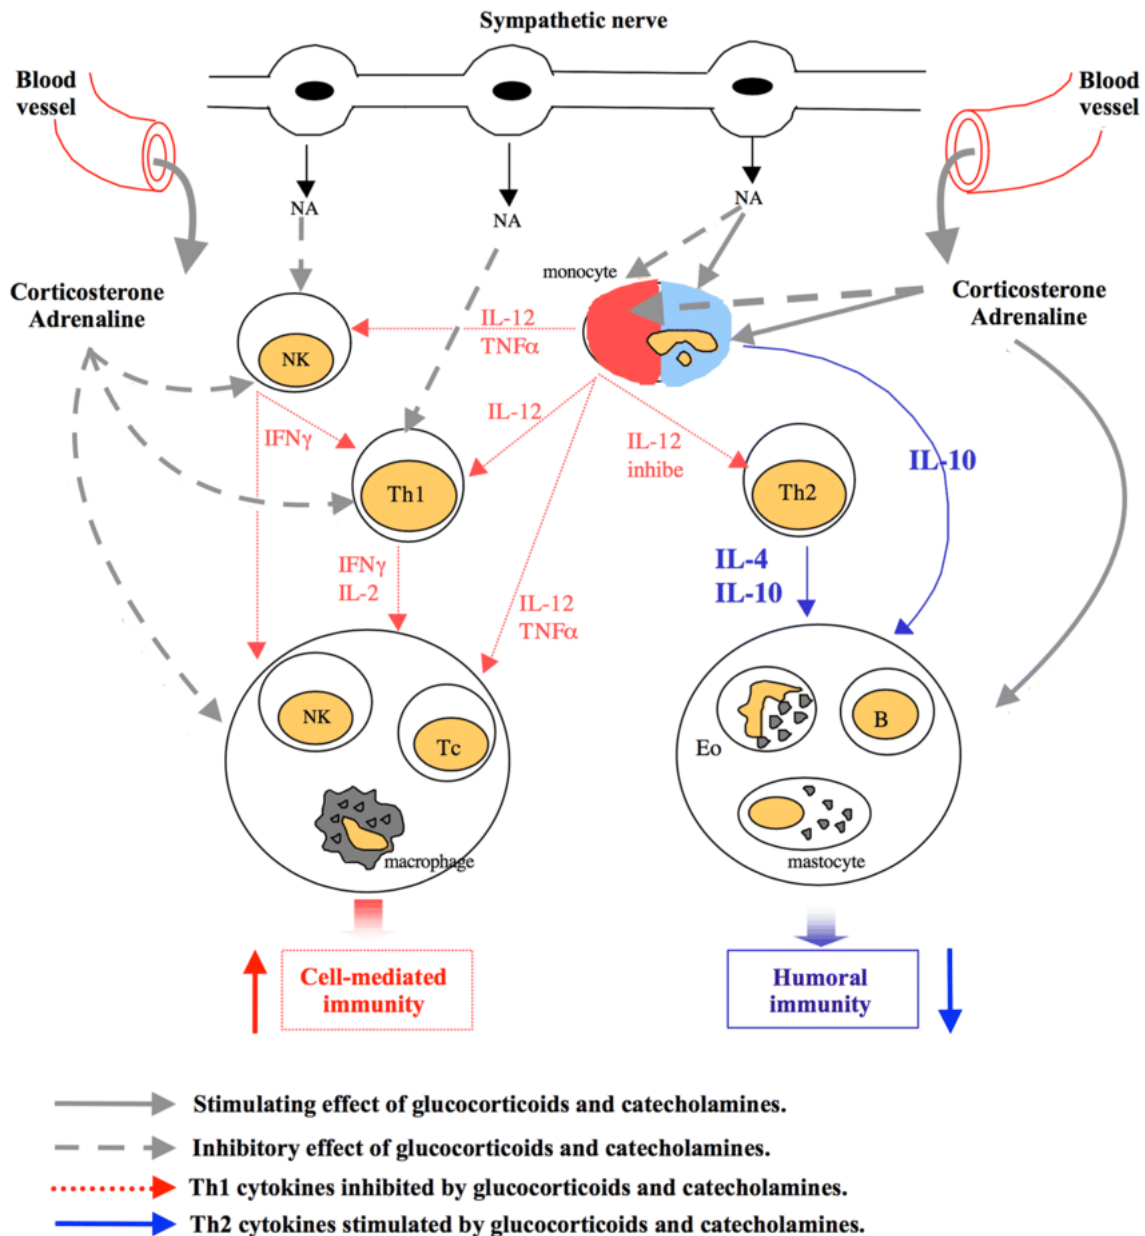 Sympathetic nerve
Blood
vessel
Blood
vessel
NA
NA
NA
monocyte
Corticosterone
Adrenaline
Corticosterone
Adrenaline
IL-12
TNFα
NK
IL-12
IFNγ
IL-12
inhibe
IL-10
Th1
Th2
IFNγ
IL-2
IL-4
IL-10
IL-12
TNFα
NK
Tc
macrophage
Eo
B
mastocyte
Cell-mediated
immunity
Humoral
immunity
Stimulating effect of glucocorticoids and catecholamines.
Inhibitory effect of glucocorticoids and catecholamines.
Th1 cytokines inhibited by glucocorticoids and catecholamines.
Th2 cytokines stimulated by glucocorticoids and catecholamines.